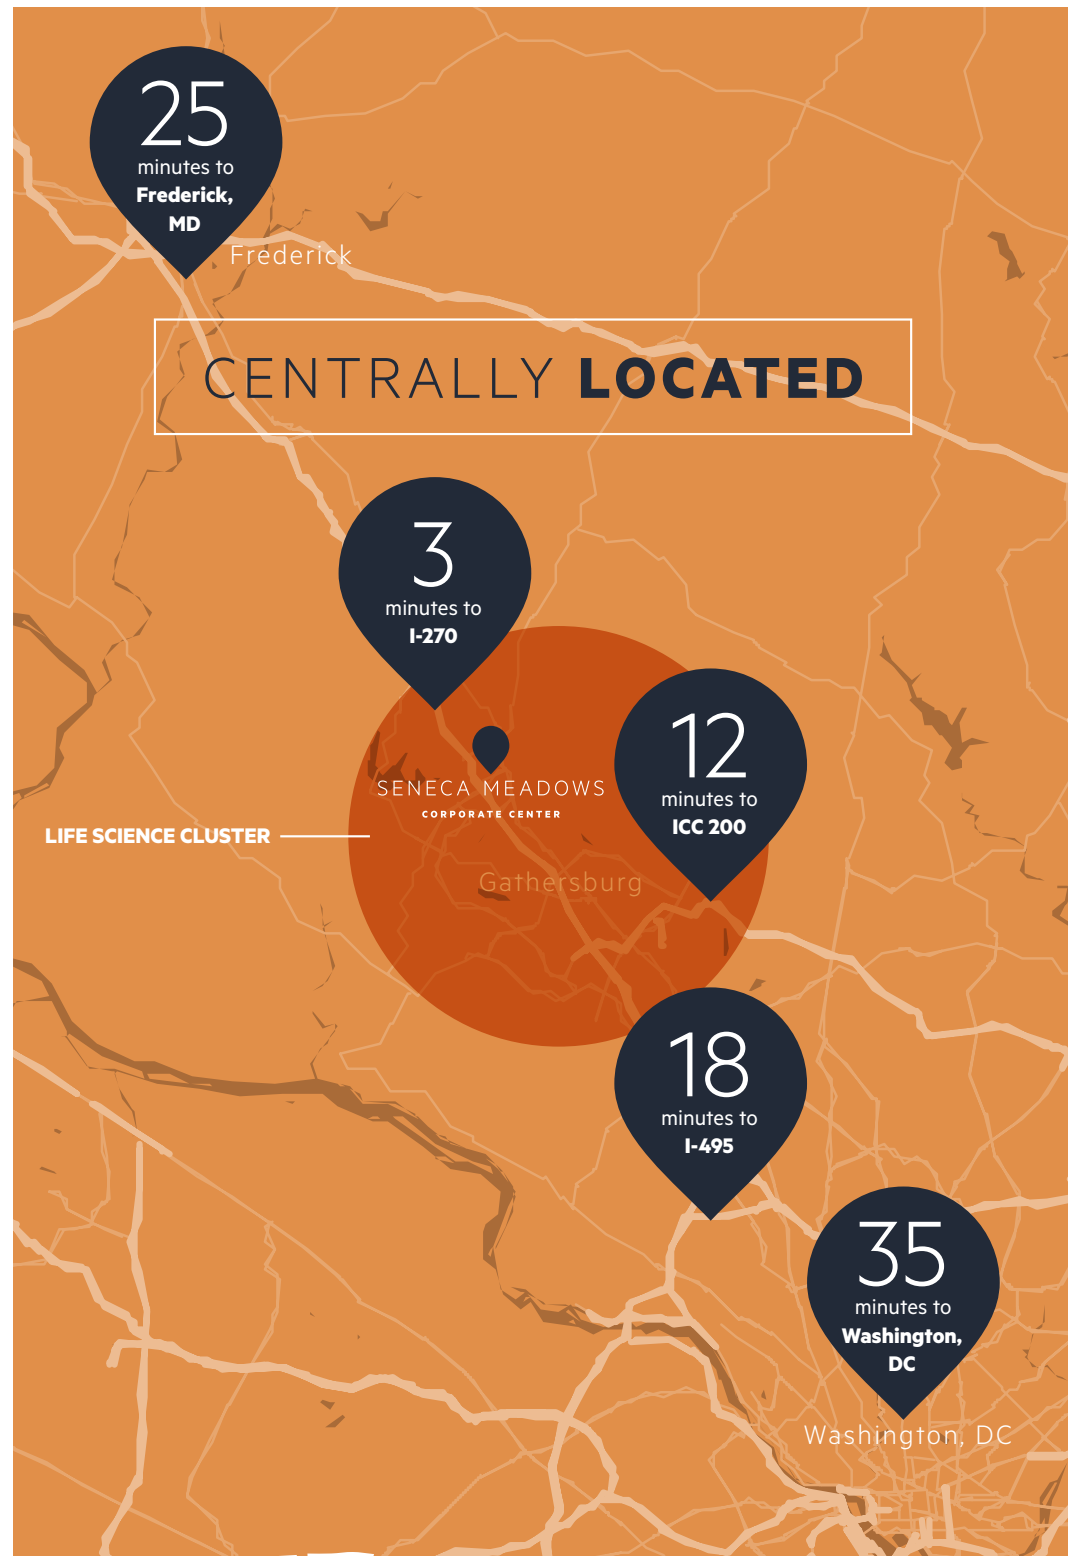 25
minutes to
Frederick,
MD
Frederick
CENTRALLY LOCATED
3
minutes to
I-270
12
minutes to
ICC 200
SENECA MEADOWS
CORPORATE CENTER
LIFE SCIENCE CLUSTER
Gathersburg
18
minutes to
I-495
35
minutes to
Washington,
DC
Washington, DC